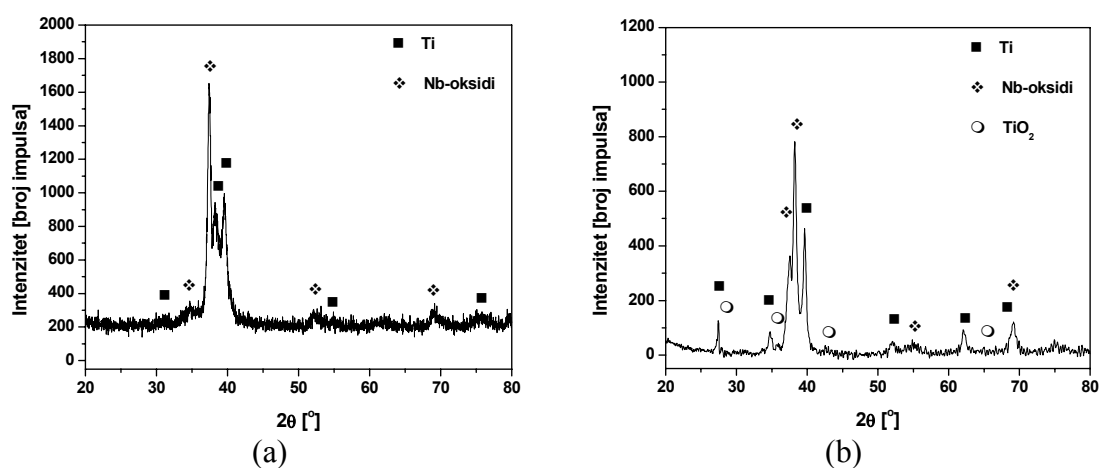 2000
1800
1600
1400
1200
1000
800
600
400
200
0
Intenzitet [broj impulsa]
Ti
Nb-oksidi
20 30 40 50 60 70 80
2θ [°]
(a)
1200
1000
800
600
400
200
0
Intenzitet [broj impulsa]
Ti
Nb-oksidi
TiO₂
20 30 40 50 60 70 80
2θ [°]
(b)